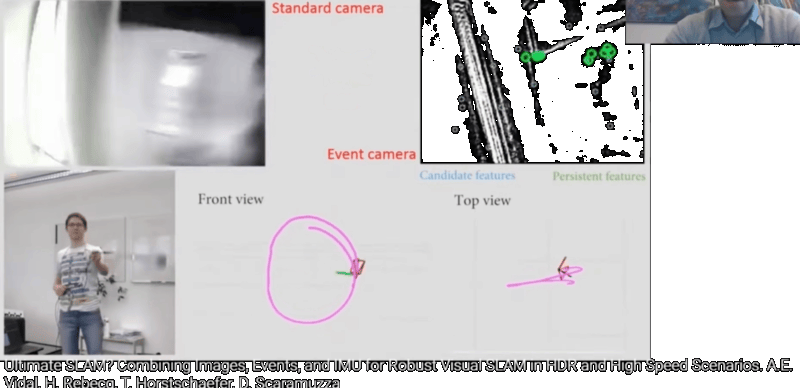 Standard camera
Event camera
Candidate features
Persistent features
Front view
Top view
Ultimate SLAM? Combining Images, Events, and IMU for Robust Visual SLAM in HDR and High Speed Scenarios. A.E.
Vidal, H. Rebecq, T. Horstschaefer, D. Scaramuzza